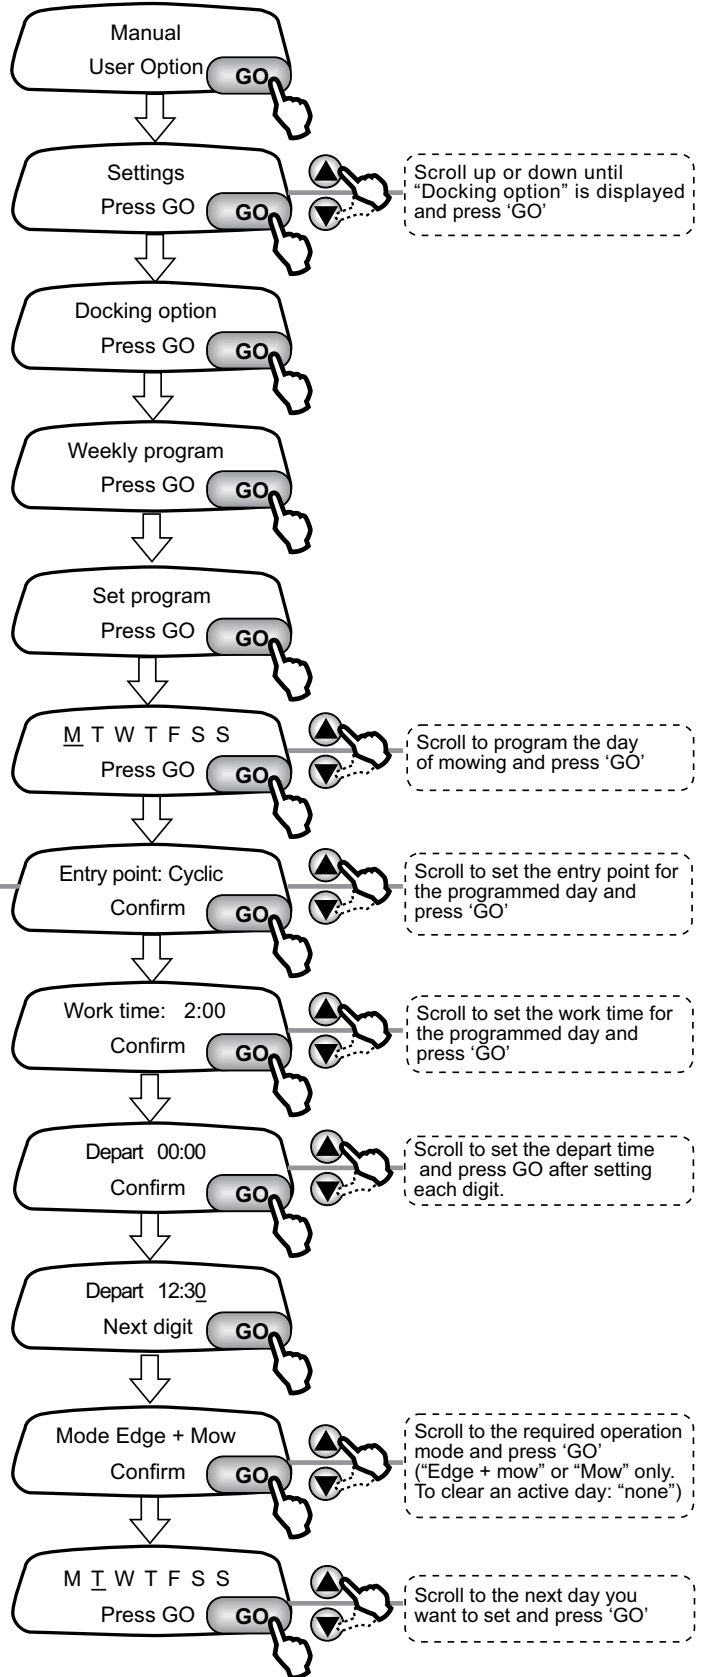 Manual
User Option GO
Settings
Press GO GO
Scroll up or down until
“Docking option” is displayed
and press ‘GO’
Docking option
Press GO GO
Weekly program
Press GO GO
Set program
Press GO GO
M T W T F S S
Press GO GO
Scroll to program the day
of mowing and press ‘GO’
Entry point: Cyclic
Confirm GO
Scroll to set the entry point for
the programmed day and
press ‘GO’
Work time: 2:00
Confirm GO
Scroll to set the work time for
the programmed day and
press ‘GO’
Depart 00:00
Confirm GO
Scroll to set the depart time
and press GO after setting
each digit.
Depart 12:30
Next digit GO
Mode Edge + Mow
Confirm GO
Scroll to the required operation
mode and press ‘GO’
(“Edge + mow” or “Mow” only.
To clear an active day: “none”)
M T W T F S S
Press GO GO
Scroll to the next day you
want to set and press ‘GO’